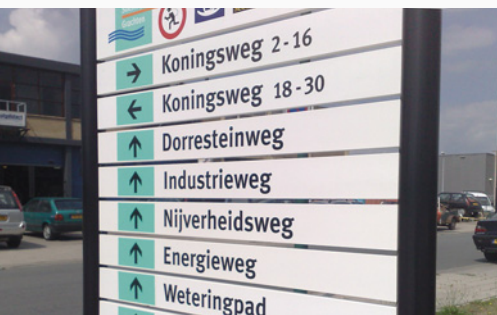 Koningsweg 2-16
Koningsweg 18-30
Dorresteinweg
Industrieweg
Nijverheidsweg
Energieweg
Weteringpad